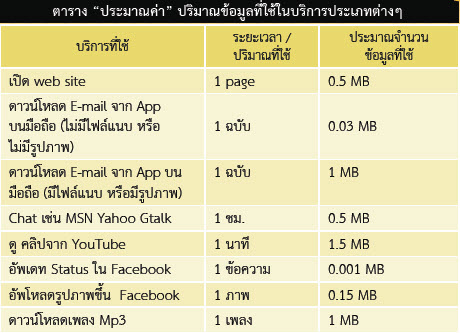 ตาราง “ประมาณค่า” ปริมาณข้อมูลที่ใช้ในบริการประเภทต่างๆ
บริการที่ใช้ ระยะเวลา / ปริมาณที่ใช้ ประมาณจำนวน ข้อมูลที่ใช้
เปิด web site 1 page 0.5 MB
ดาวน์โหลด E-mail จาก App
บนมือถือ (ไม่มีไฟล์แนบ หรือ 1 ฉบับ 0.03 MB
ไม่มีรูปภาพ)
ดาวน์โหลด E-mail จาก App บน 1 ฉบับ 1 MB
มือถือ (มีไฟล์แนบ หรือมีรูปภาพ)
Chat เช่น MSN Yahoo Gtalk 1 ชม. 0.5 MB
ดู คลิปจาก YouTube 1 นาที 1.5 MB
อัพเดท Status ใน Facebook 1 ข้อความ 0.001 MB
อัพโหลดรูปภาพขึ้น Facebook 1 ภาพ 0.15 MB
ดาวน์โหลดเพลง Mp3 1 เพลง 1 MB